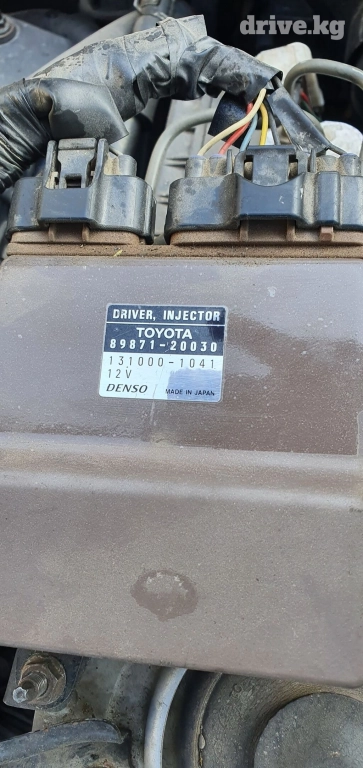 drive.kg
DRIVER, INJECTOR
TOYOTA
89871-20030
131000-1041
12V
DENSO MADE IN JAPAN